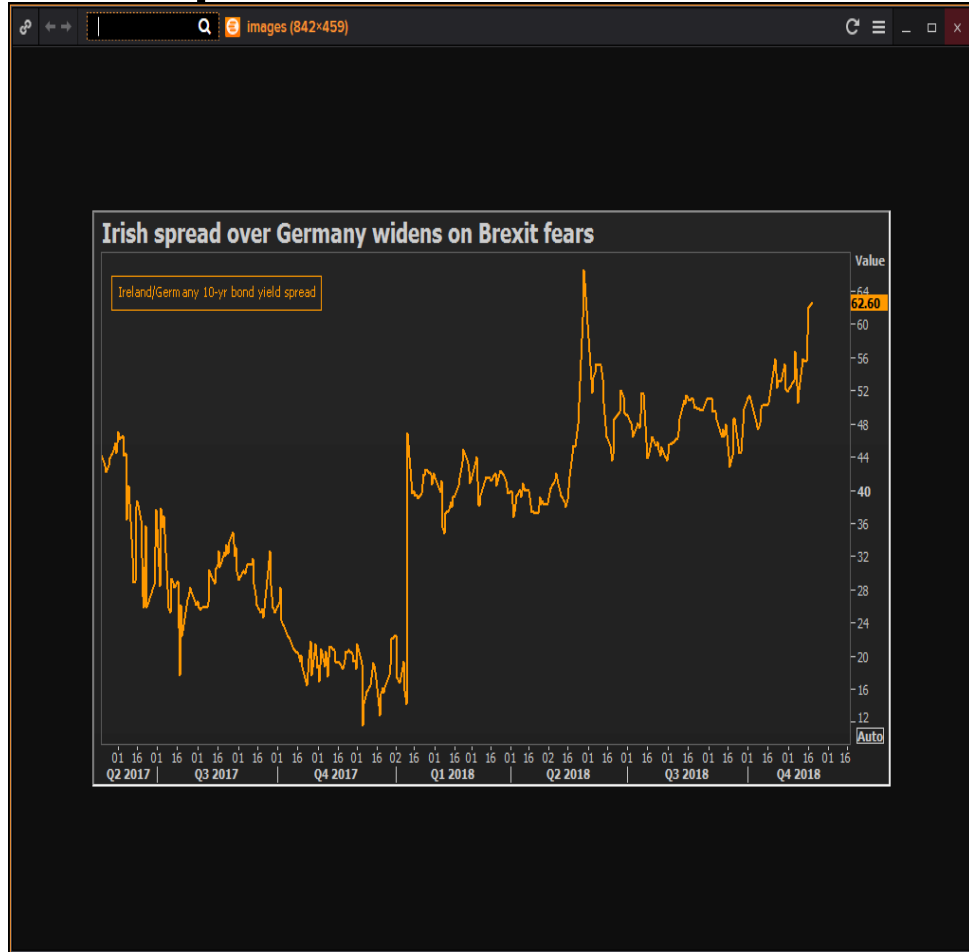 images (842×459)
Irish spread over Germany widens on Brexit fears
Value
Ireland/Germany 10-yr bond yield spread
64
62.60
60
56
52
48
44
40
36
32
28
24
20
16
12
Auto
01 16 01 16 01 16 01 16 01 16 01 16 01 16 02 16 01 16 01 16 01 16 02 16 01 16 01 16 01 16 01 16 01 16 01 16
Q2 2017 Q3 2017 Q4 2017 Q1 2018 Q2 2018 Q3 2018 Q4 2018